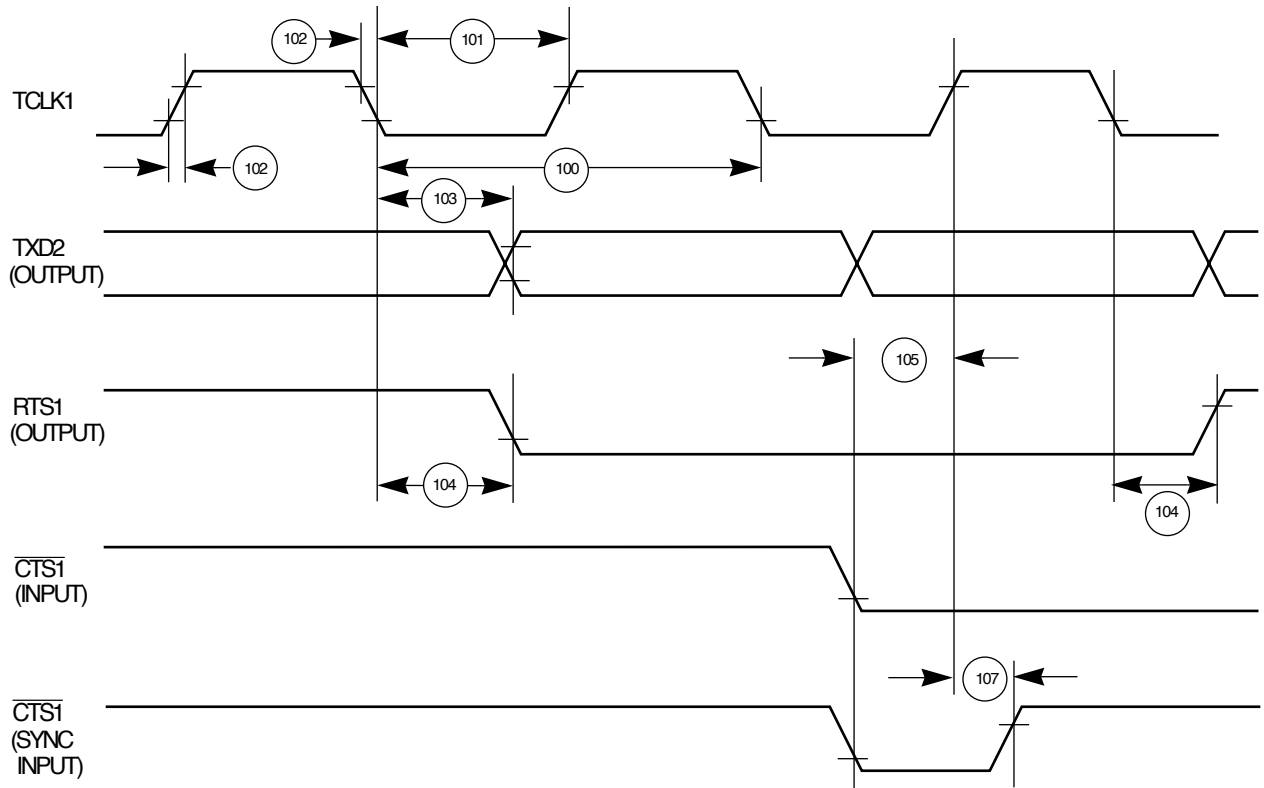 102
101
TCLK1
102
100
103
TXD2
(OUTPUT)
105
RTS1
(OUTPUT)
104
104
CTS1
(INPUT)
107
CTS1
(SYNC
INPUT)